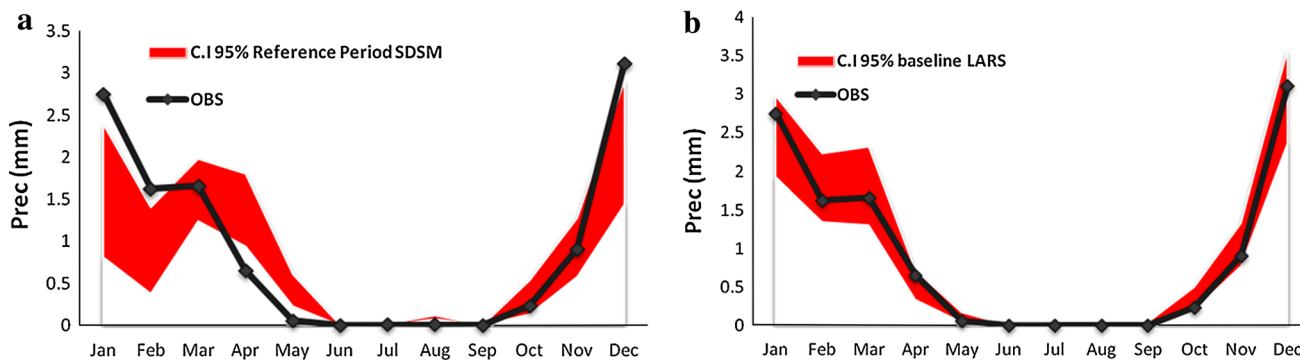 a
Prec (mm)
3.5
3
2.5
2
1.5
1
0.5
0
C.I 95% Reference Period SDSM
OBS
Jan Feb Mar Apr May Jun Jul Aug Sep Oct Nov Dec
b
Prec (mm)
4
3.5
3
2.5
2
1.5
1
0.5
0
C.I 95% baseline LARS
OBS
Jan Feb Mar Apr May Jun Jul Aug Sep Oct Nov Dec